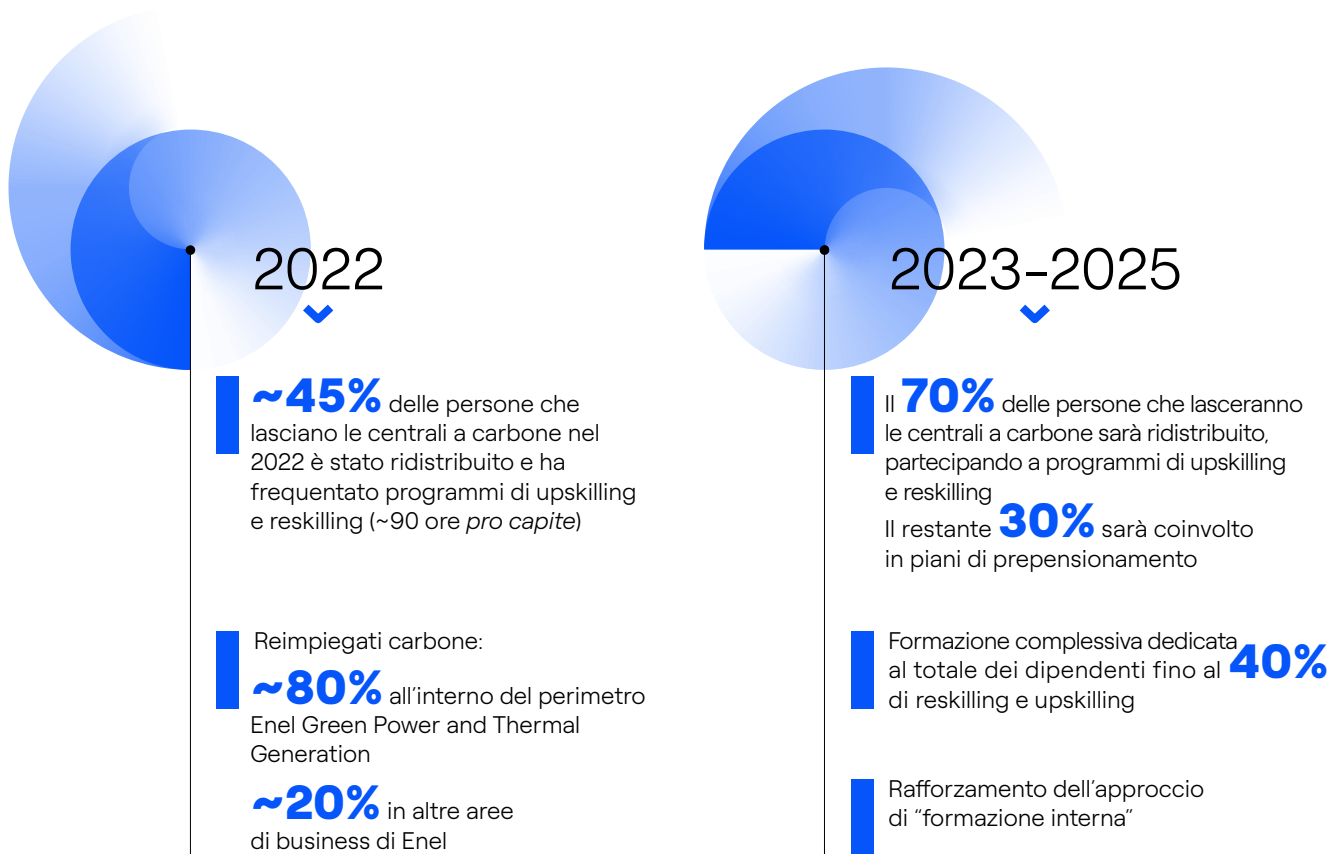 2022
~45% delle persone che
lasciano le centrali a carbone nel
2022 è stato ridistribuito e ha
frequentato programmi di upskilling
e reskilling (~90 ore pro capite)
Reimpiegati carbone:
~80% all’interno del perimetro
Enel Green Power and Thermal
Generation
~20% in altre aree
di business di Enel
2023-2025
Il 70% delle persone che lasceranno
le centrali a carbone sarà ridistribuito,
partecipando a programmi di upskilling
e reskilling
Il restante 30% sarà coinvolto
in piani di prepensionamento
Formazione complessiva dedicata
al totale dei dipendenti fino al 40%
di reskilling e upskilling
Rafforzamento dell’approccio
di “formazione interna”